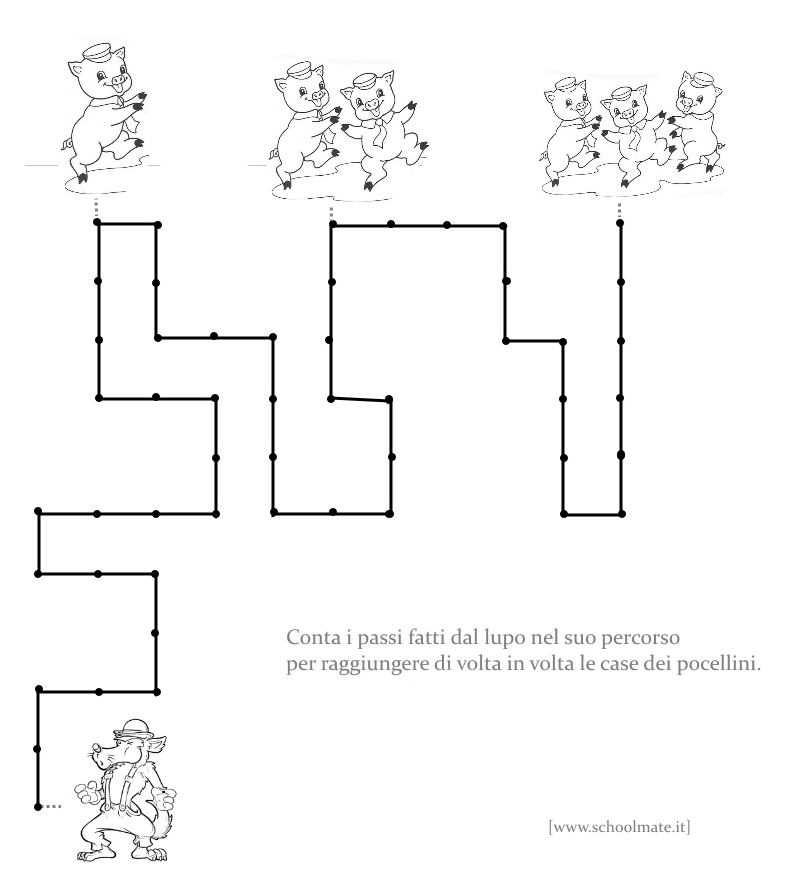 Conta i passi fatti dal lupo nel suo percorso
per raggiungere di volta in volta le case dei pocellini.
[www.schoolmate.it]